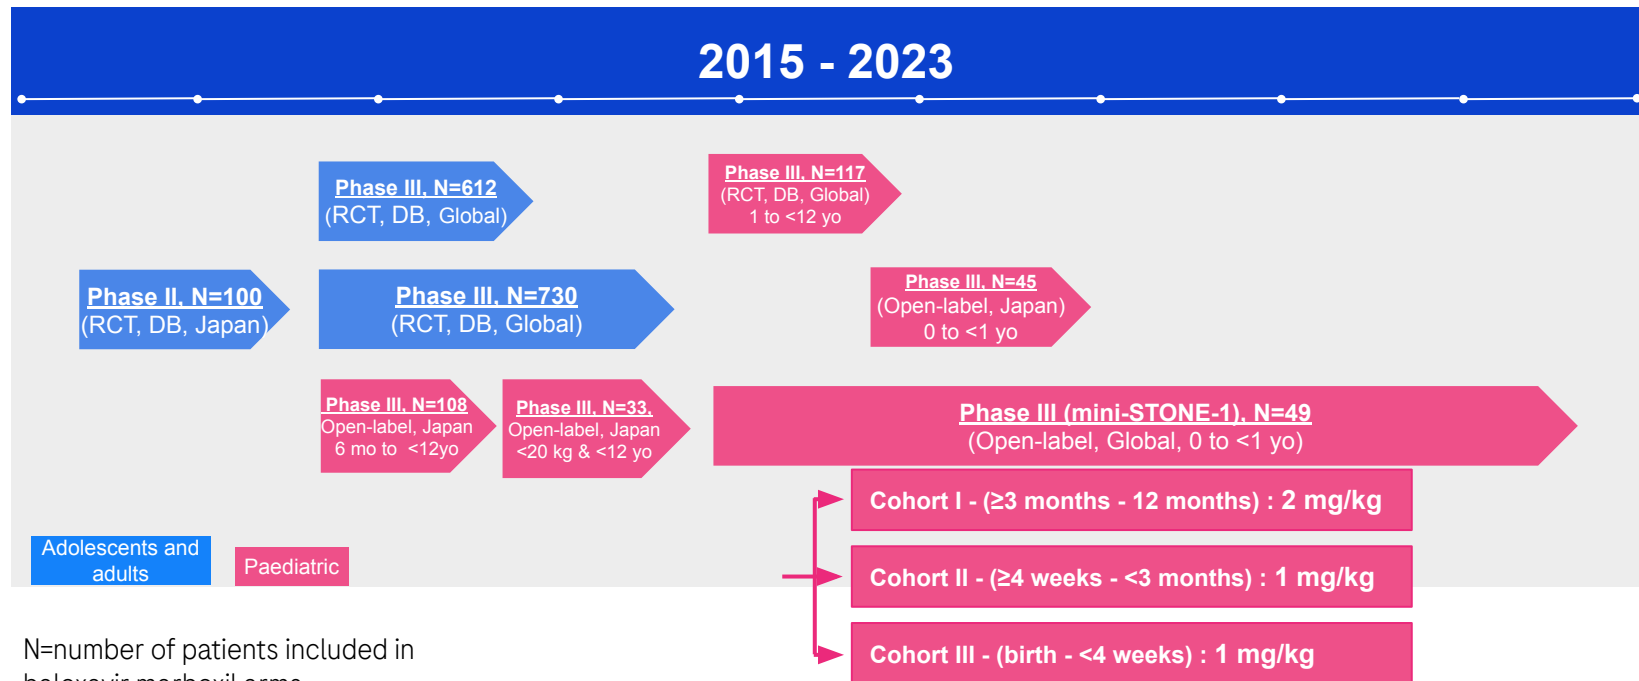 2015 - 2023
Phase III, N=612
(RCT, DB, Global)
Phase III, N=117
(RCT, DB, Global)
1 to <12 yo
Phase II, N=100
(RCT, DB, Japan)
Phase III, N=730
(RCT, DB, Global)
Phase III, N=45
(Open-label, Japan)
0 to <1 yo
Phase III, N=108
Open-label, Japan
6 mo to <12yo
Phase III, N=33,
Open-label, Japan
<20 kg & <12 yo
Phase III (mini-STONE-1), N=49
(Open-label, Global, 0 to <1 yo)
Cohort I - (≥3 months - 12 months) : 2 mg/kg
Cohort II - (≥4 weeks - <3 months) : 1 mg/kg
Cohort III - (birth - <4 weeks) : 1 mg/kg
Adolescents and
adults
Paediatric
N=number of patients included in